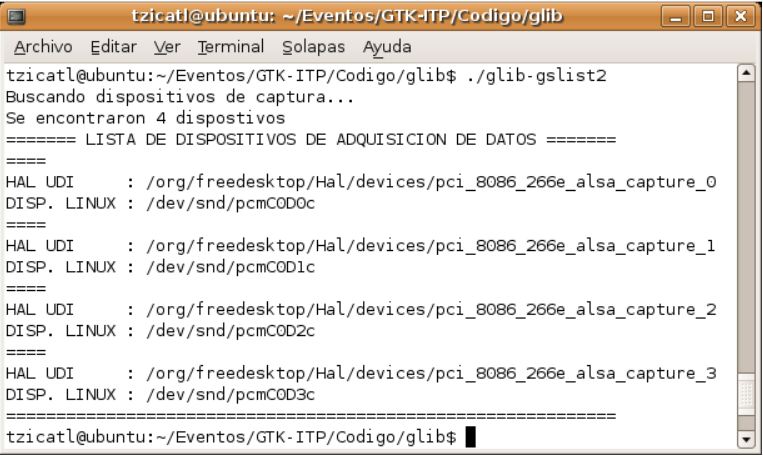 tzicatl@ubuntu: ~/Eventos/GTK-ITP/Codigo/glib
Archivo Editar Ver Terminal Solapas Ayuda
tzicatl@ubuntu:~/Eventos/GTK-ITP/Codigo/glib$ ./glib-gslist2
Buscando dispositivos de captura...
Se encontraron 4 dispostivos
======= LISTA DE DISPOSITIVOS DE ADQUISICION DE DATOS =======
====
HAL UDI     : /org/freedesktop/Hal/devices/pci_8086_266e_alsa_capture_0
DISP. LINUX : /dev/snd/pcmC0D0c
====
HAL UDI     : /org/freedesktop/Hal/devices/pci_8086_266e_alsa_capture_1
DISP. LINUX : /dev/snd/pcmC0D1c
====
HAL UDI     : /org/freedesktop/Hal/devices/pci_8086_266e_alsa_capture_2
DISP. LINUX : /dev/snd/pcmC0D2c
====
HAL UDI     : /org/freedesktop/Hal/devices/pci_8086_266e_alsa_capture_3
DISP. LINUX : /dev/snd/pcmC0D3c
=============================================================
tzicatl@ubuntu:~/Eventos/GTK-ITP/Codigo/glib$